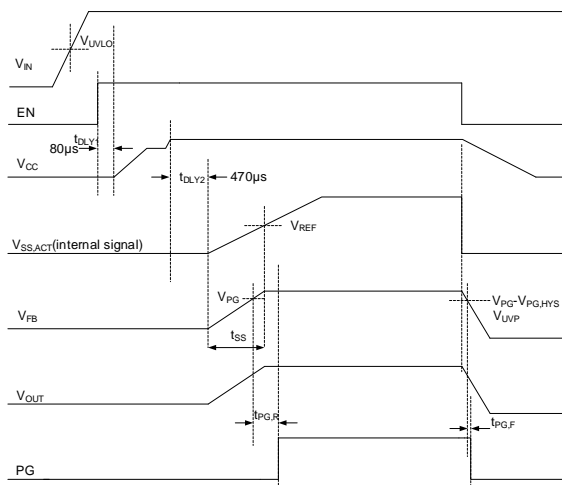 V_UVLO
V_IN
EN
t_DLY1
80µs
V_CC
t_DLY2
470µs
V_REF
V_SS,ACT(internal signal)
V_PG
V_PG-V_PG,HYS
V_UVP
V_FB
t_SS
V_OUT
t_PG,R
t_PG,F
PG